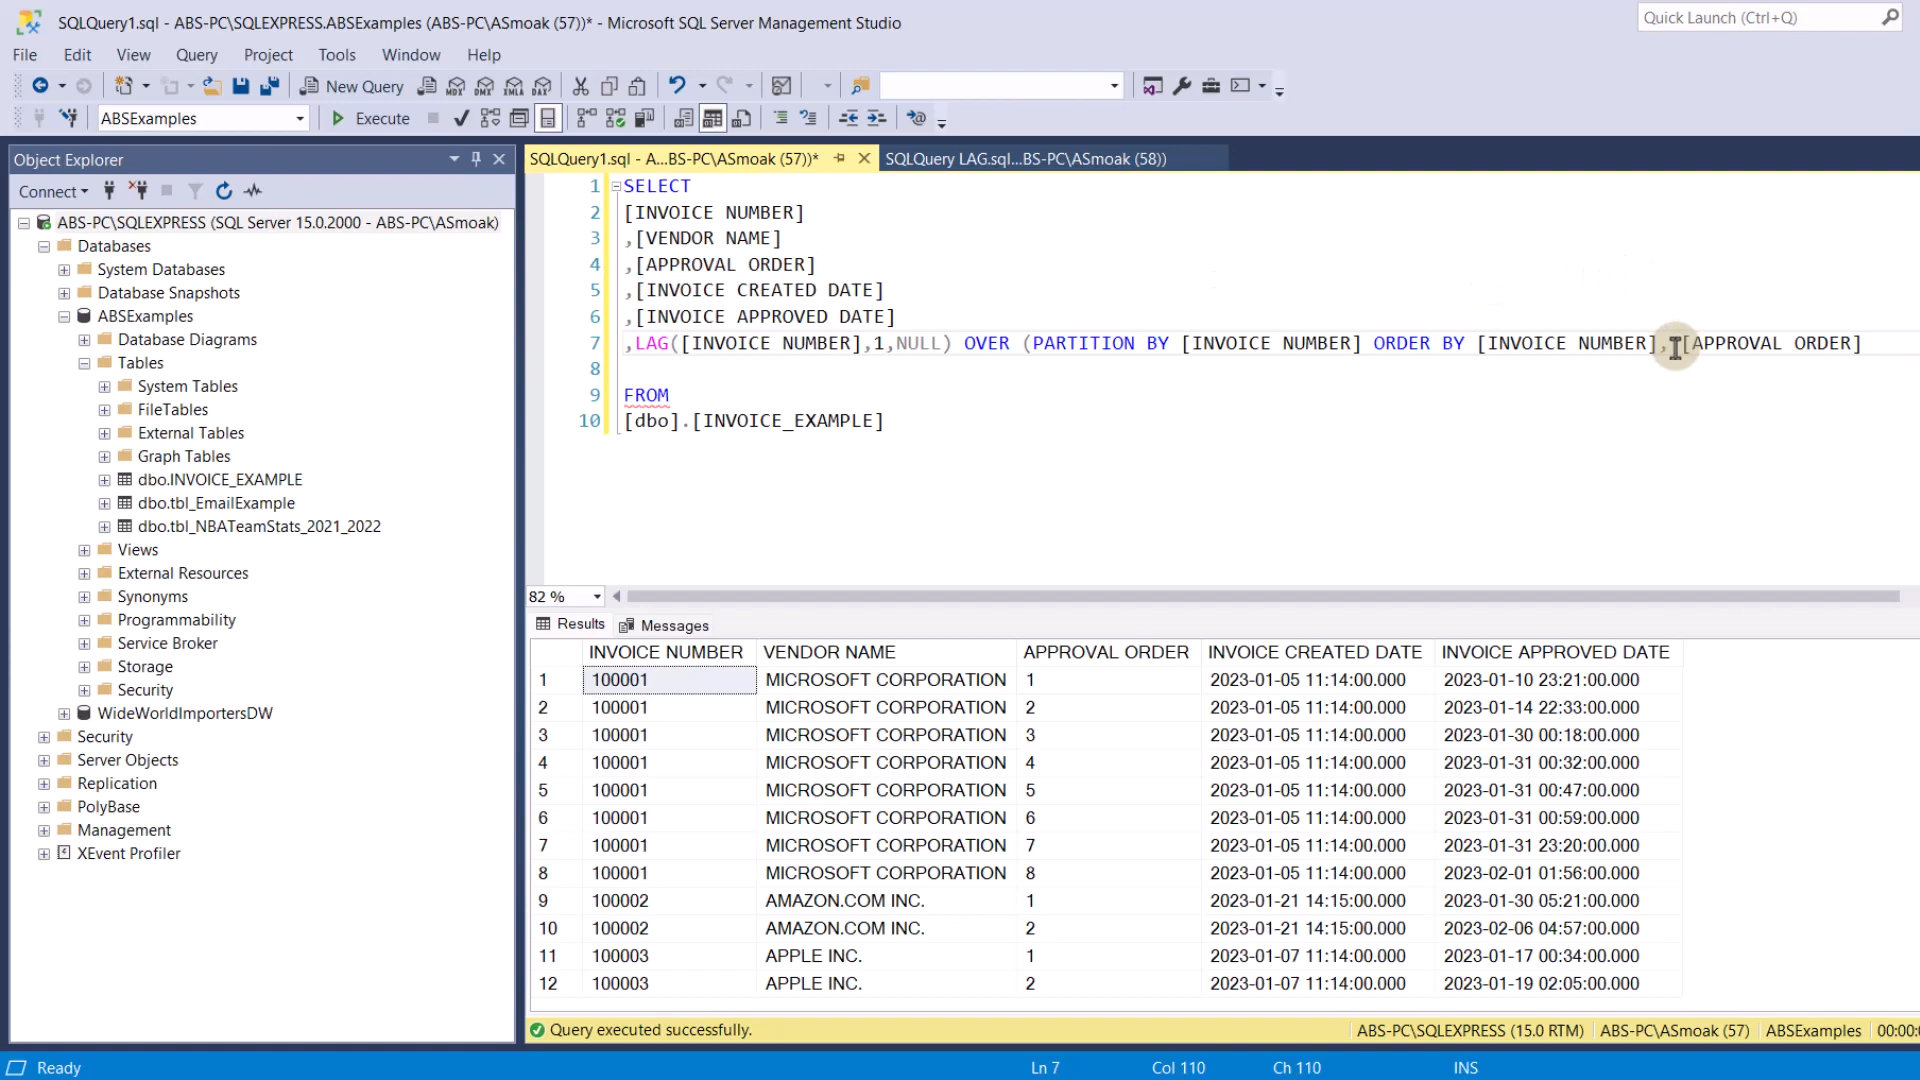 SQLQuery1.sql - ABS-PC\SQLEXPRESS.ABSExamples (ABS-PC\ASmoak (57))* - Microsoft SQL Server Management Studio
Quick Launch (Ctrl+Q)
File Edit View Query Project Tools Window Help
New Query MDX DMX XMLA DAX
ABSExamples Execute
Object Explorer
SQLQuery1.sql - A...BS-PC\ASmoak (57))* SQLQuery LAG.sql...BS-PC\ASmoak (58))
Connect
ABS-PC\SQLEXPRESS (SQL Server 15.0.2000 - ABS-PC\ASmoak)
Databases
System Databases
Database Snapshots
ABSExamples
Database Diagrams
Tables
System Tables
FileTables
External Tables
Graph Tables
dbo.INVOICE_EXAMPLE
dbo.tbl_EmailExample
dbo.tbl_NBATeamStats_2021_2022
Views
External Resources
Synonyms
Programmability
Service Broker
Storage
Security
WideWorldImportersDW
Security
Server Objects
Replication
PolyBase
Management
XEvent Profiler
1 SELECT
2 [INVOICE NUMBER]
3 ,[VENDOR NAME]
4 ,[APPROVAL ORDER]
5 ,[INVOICE CREATED DATE]
6 ,[INVOICE APPROVED DATE]
7 ,LAG([INVOICE NUMBER],1,NULL) OVER (PARTITION BY [INVOICE NUMBER] ORDER BY [INVOICE NUMBER], [APPROVAL ORDER]
8
9 FROM
10 [dbo].[INVOICE_EXAMPLE]
82 %
Results Messages
INVOICE NUMBER VENDOR NAME APPROVAL ORDER INVOICE CREATED DATE INVOICE APPROVED DATE
1 100001 MICROSOFT CORPORATION 1 2023-01-05 11:14:00.000 2023-01-10 23:21:00.000
2 100001 MICROSOFT CORPORATION 2 2023-01-05 11:14:00.000 2023-01-14 22:33:00.000
3 100001 MICROSOFT CORPORATION 3 2023-01-05 11:14:00.000 2023-01-30 00:18:00.000
4 100001 MICROSOFT CORPORATION 4 2023-01-05 11:14:00.000 2023-01-31 00:32:00.000
5 100001 MICROSOFT CORPORATION 5 2023-01-05 11:14:00.000 2023-01-31 00:47:00.000
6 100001 MICROSOFT CORPORATION 6 2023-01-05 11:14:00.000 2023-01-31 00:59:00.000
7 100001 MICROSOFT CORPORATION 7 2023-01-05 11:14:00.000 2023-01-31 23:20:00.000
8 100001 MICROSOFT CORPORATION 8 2023-01-05 11:14:00.000 2023-02-01 01:56:00.000
9 100002 AMAZON.COM INC. 1 2023-01-21 14:15:00.000 2023-01-30 05:21:00.000
10 100002 AMAZON.COM INC. 2 2023-01-21 14:15:00.000 2023-02-06 04:57:00.000
11 100003 APPLE INC. 1 2023-01-07 11:14:00.000 2023-01-17 00:34:00.000
12 100003 APPLE INC. 2 2023-01-07 11:14:00.000 2023-01-19 02:05:00.000
Query executed successfully. ABS-PC\SQLEXPRESS (15.0 RTM) ABS-PC\ASmoak (57) ABSExamples 00:00:
Ready Ln 7 Col 110 Ch 110 INS